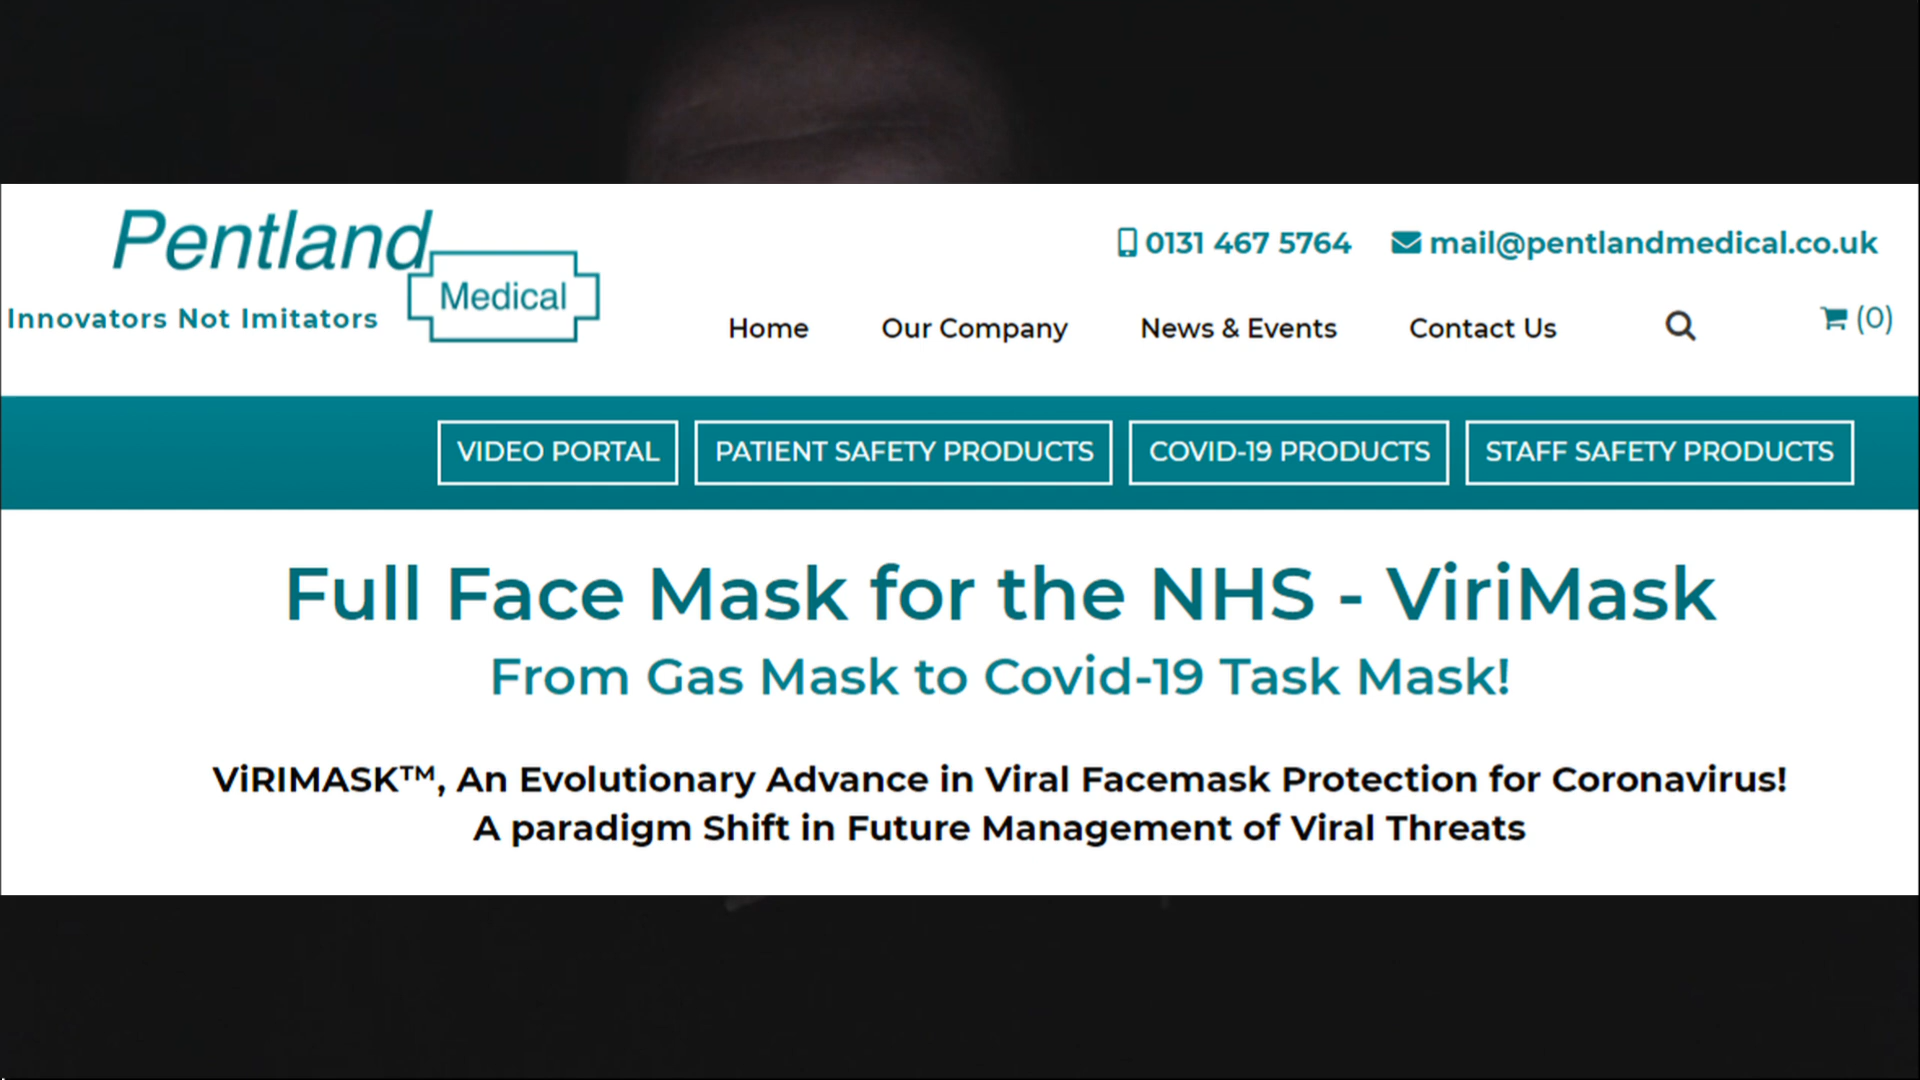 Pentland
Medical
Innovators Not Imitators
0131 467 5764 mail@pentlandmedical.co.uk
Home Our Company News & Events Contact Us (0)
VIDEO PORTAL PATIENT SAFETY PRODUCTS COVID-19 PRODUCTS STAFF SAFETY PRODUCTS
Full Face Mask for the NHS - ViriMask
From Gas Mask to Covid-19 Task Mask!
ViRIMASK™, An Evolutionary Advance in Viral Facemask Protection for Coronavirus!
A paradigm Shift in Future Management of Viral Threats